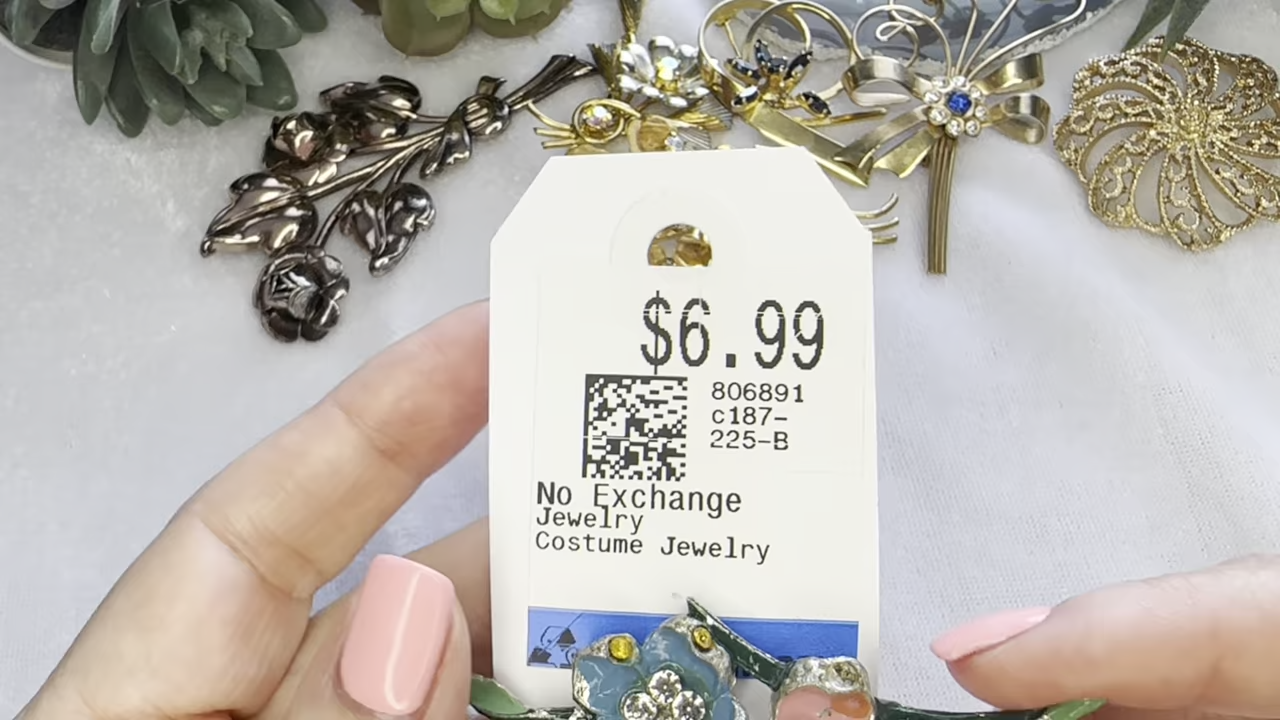 $6.99
806891
c187-
225-B
No Exchange
Jewelry
Costume Jewelry